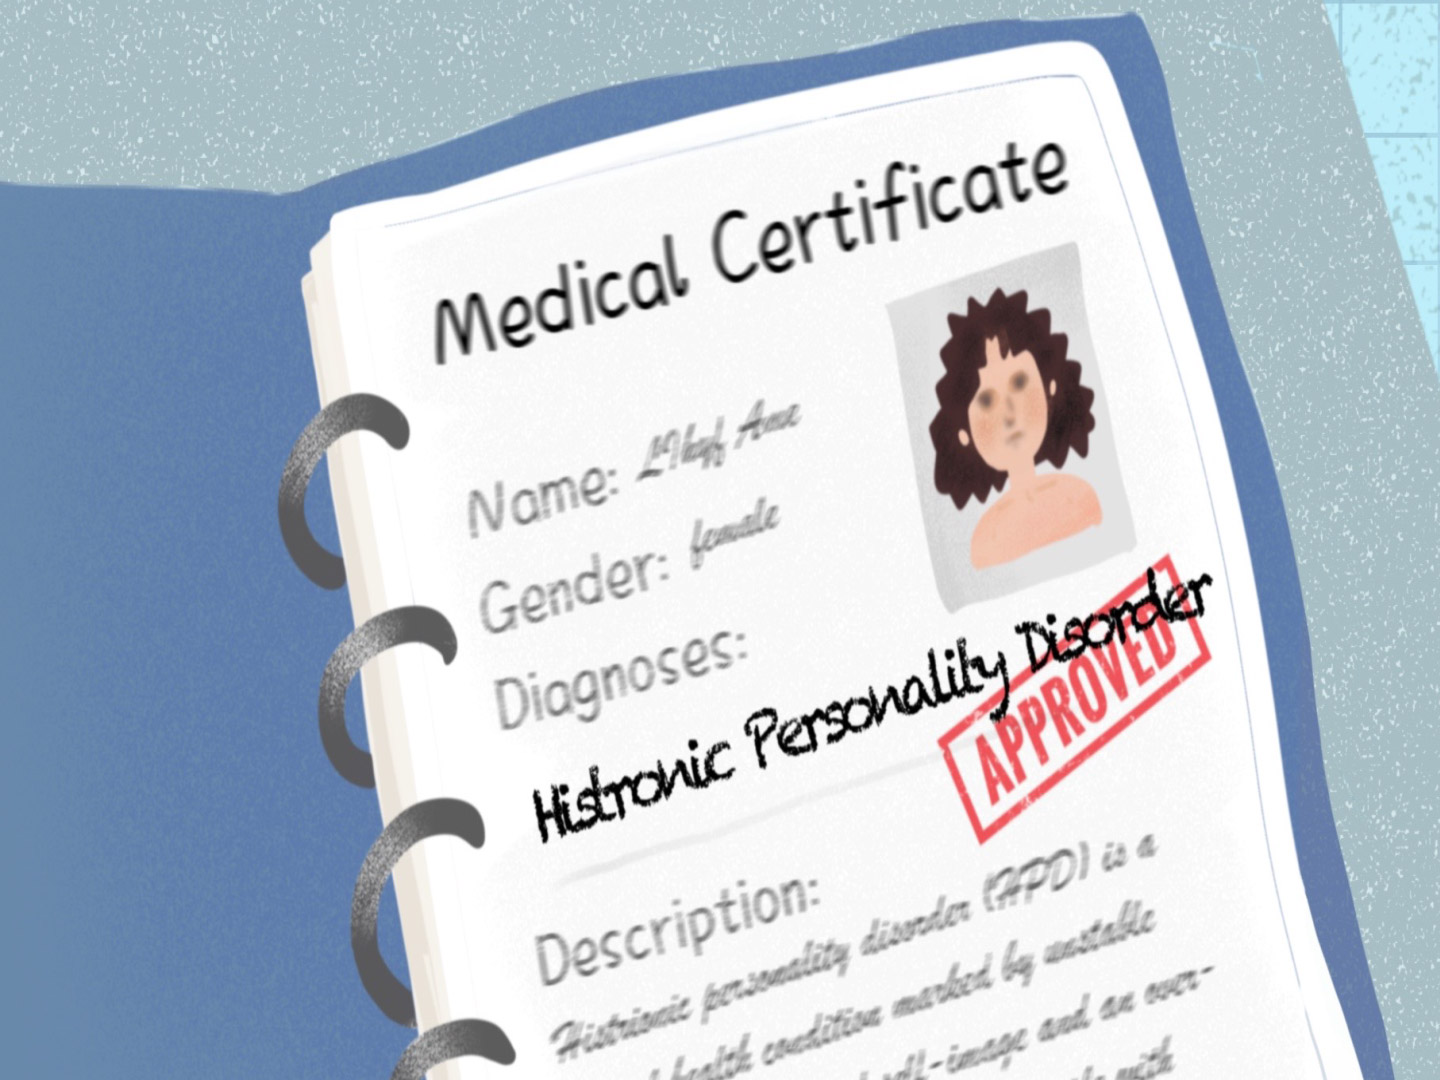 Medical Certificate
Name:
Gender: female
Diagnoses:
Histronic Personality Disorder
APPROVED
Description:
Histrionic personality disorder (HPD) is a
health condition marked by unstable
self-image and an over-
with